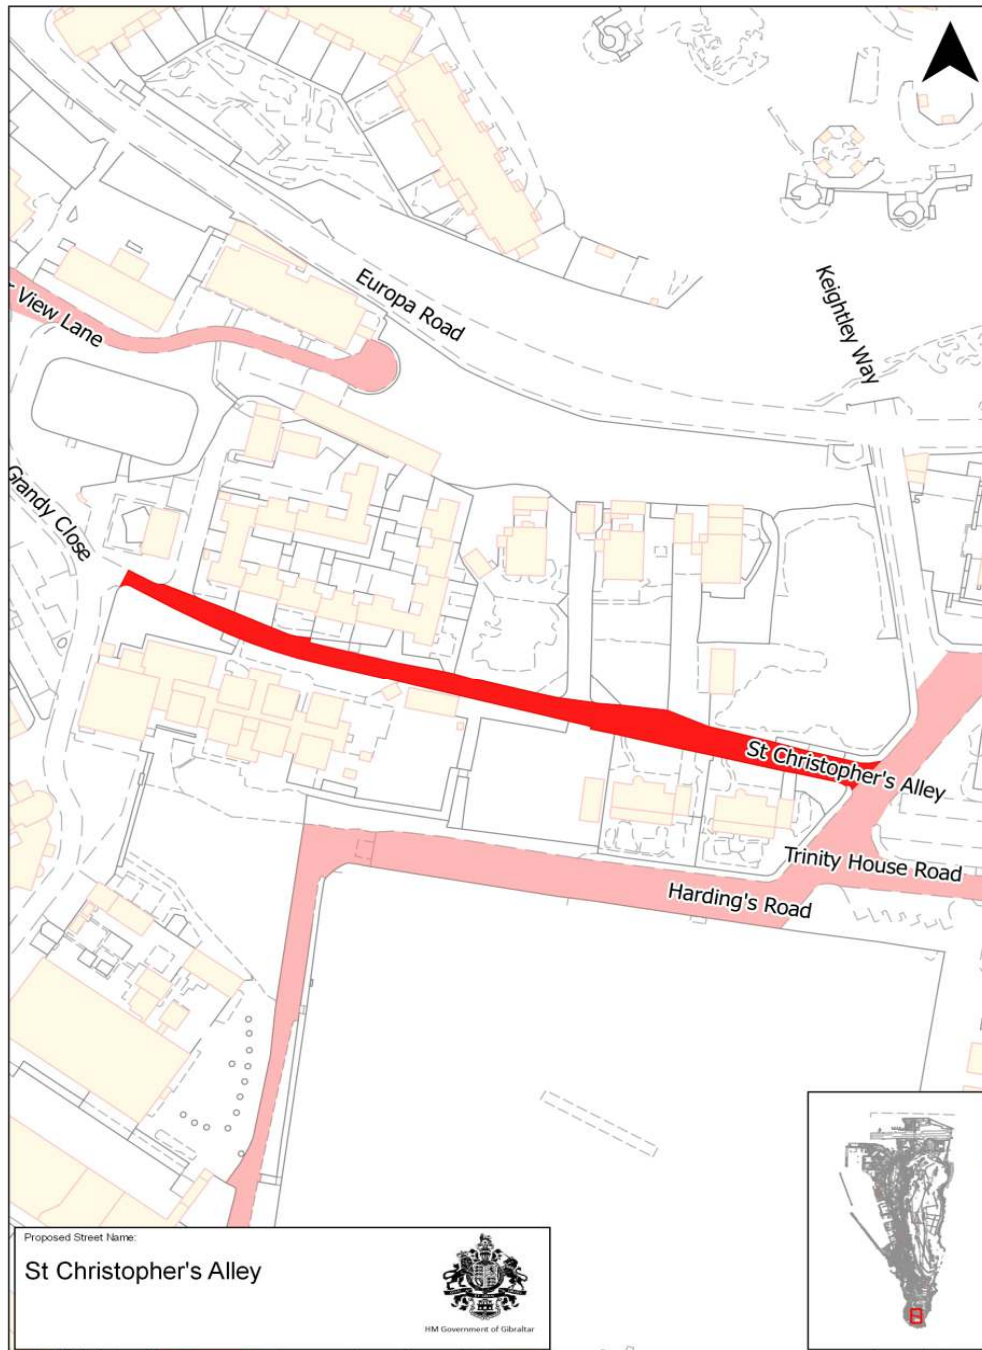 Europa Road
Keightley Way
View Lane
Grandy Close
St Christopher's Alley
Trinity House Road
Harding's Road
Proposed Street Name:
St Christopher's Alley
HM Government of Gibraltar